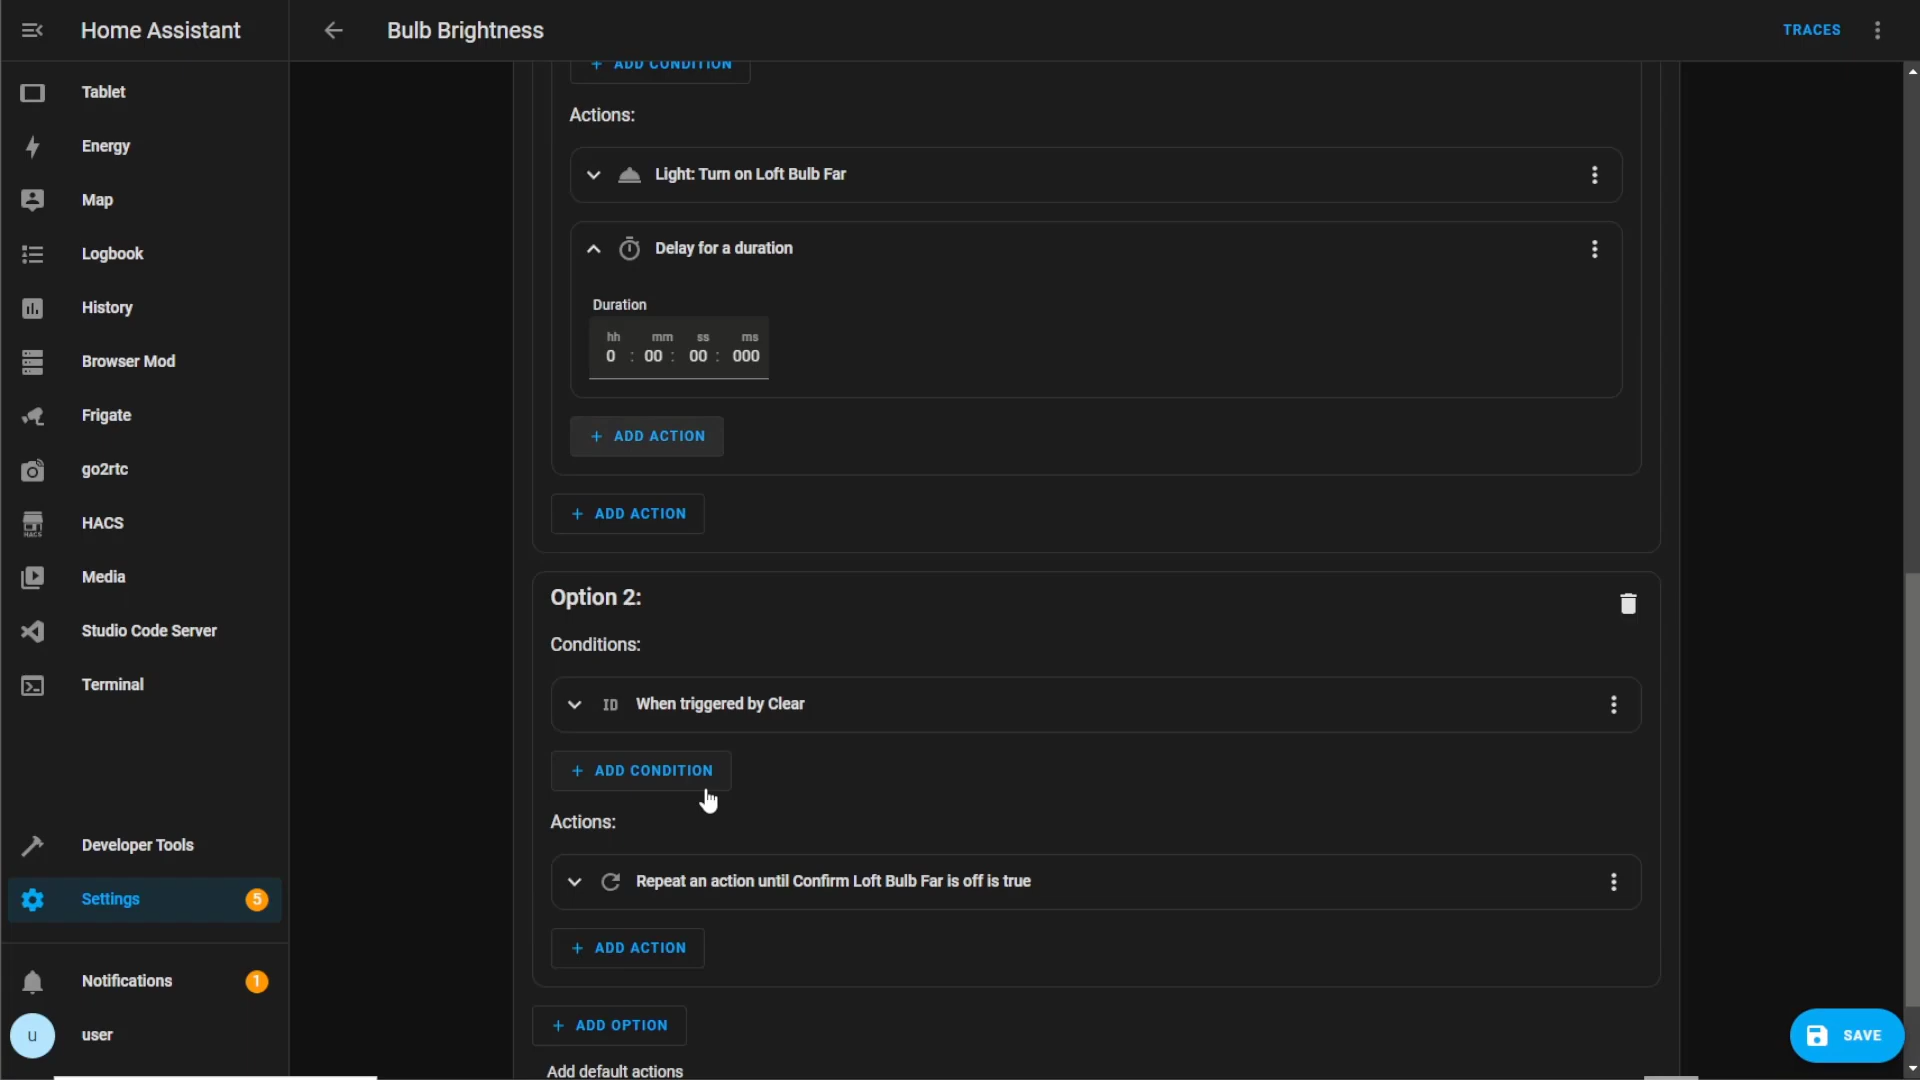 Home Assistant
Bulb Brightness
TRACES
Tablet
Energy
Map
Logbook
History
Browser Mod
Frigate
go2rtc
HACS
HACS
Media
Studio Code Server
Terminal
Developer Tools
Settings
5
Notifications
1
u
user
+ ADD CONDITION
Actions:
Light: Turn on Loft Bulb Far
Delay for a duration
Duration
hh mm ss ms
0 : 00 : 00 : 000
+ ADD ACTION
+ ADD ACTION
Option 2:
Conditions:
ID When triggered by Clear
+ ADD CONDITION
Actions:
Repeat an action until Confirm Loft Bulb Far is off is true
+ ADD ACTION
+ ADD OPTION
Add default actions
SAVE